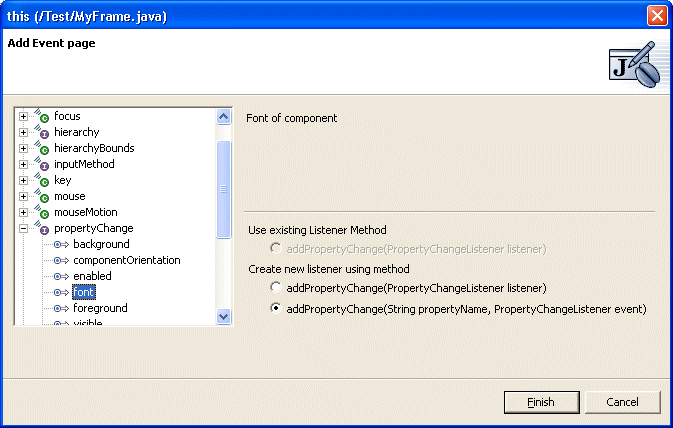 this (/Test/MyFrame.java)
Add Event page
J
focus
hierarchy
hierarchyBounds
inputMethod
key
mouse
mouseMotion
propertyChange
background
componentOrientation
enabled
font
foreground
visible
Font of component
Use existing Listener Method
addPropertyChange(PropertyChangeListener listener)
Create new listener using method
addPropertyChange(PropertyChangeListener listener)
addPropertyChange(String propertyName, PropertyChangeListener event)
Finish
Cancel